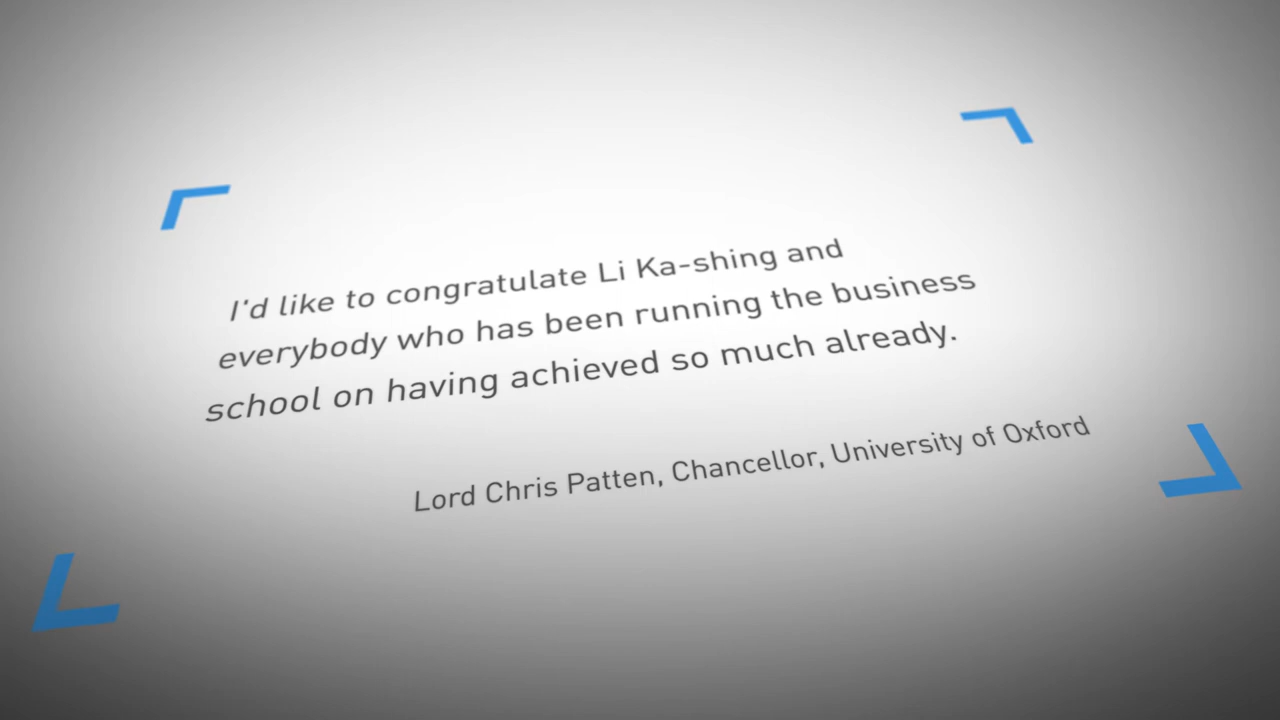 I'd like to congratulate Li Ka-shing and
everybody who has been running the business
school on having achieved so much already.
Lord Chris Patten, Chancellor, University of Oxford